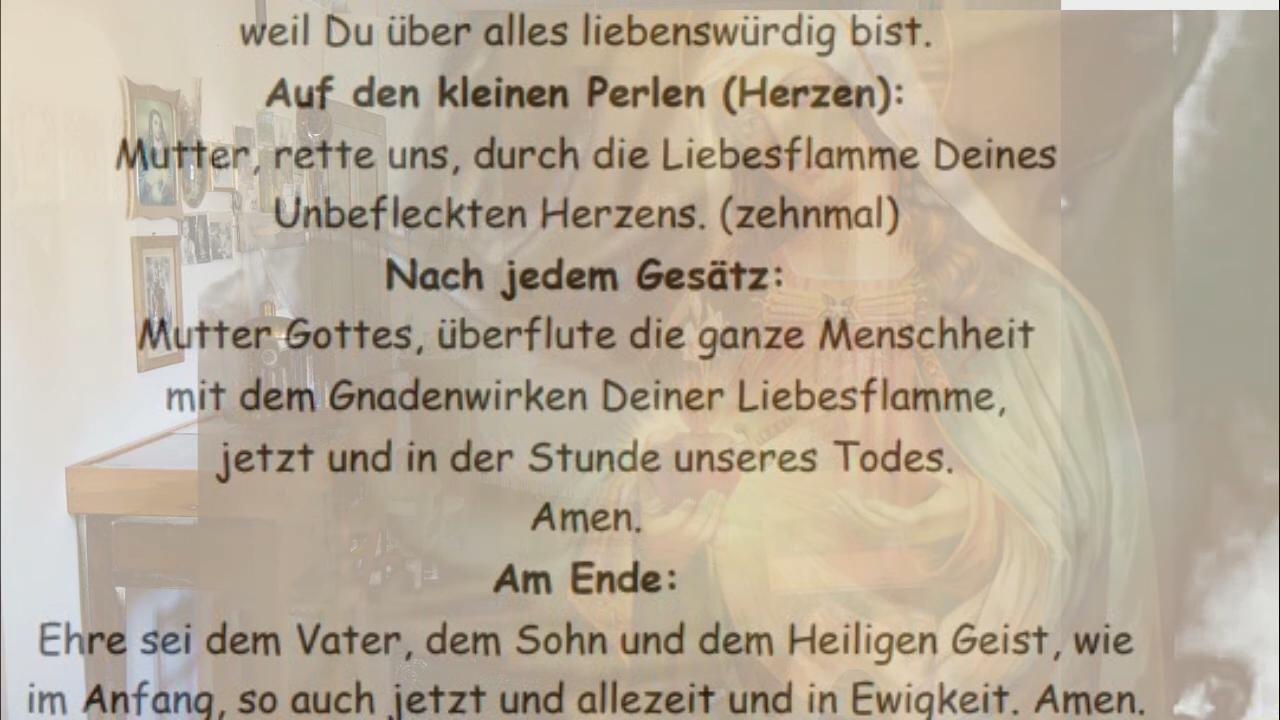 weil Du über alles liebenswürdig bist.
Auf den kleinen Perlen (Herzen):
Mutter, rette uns, durch die Liebesflamme Deines
Unbefleckten Herzens. (zehnmal)
Nach jedem Gesätz:
Mutter Gottes, überflute die ganze Menschheit
mit dem Gnadenwirken Deiner Liebesflamme,
jetzt und in der Stunde unseres Todes.
Amen.
Am Ende:
Ehre sei dem Vater, dem Sohn und dem Heiligen Geist, wie
im Anfang, so auch jetzt und allezeit und in Ewigkeit. Amen.